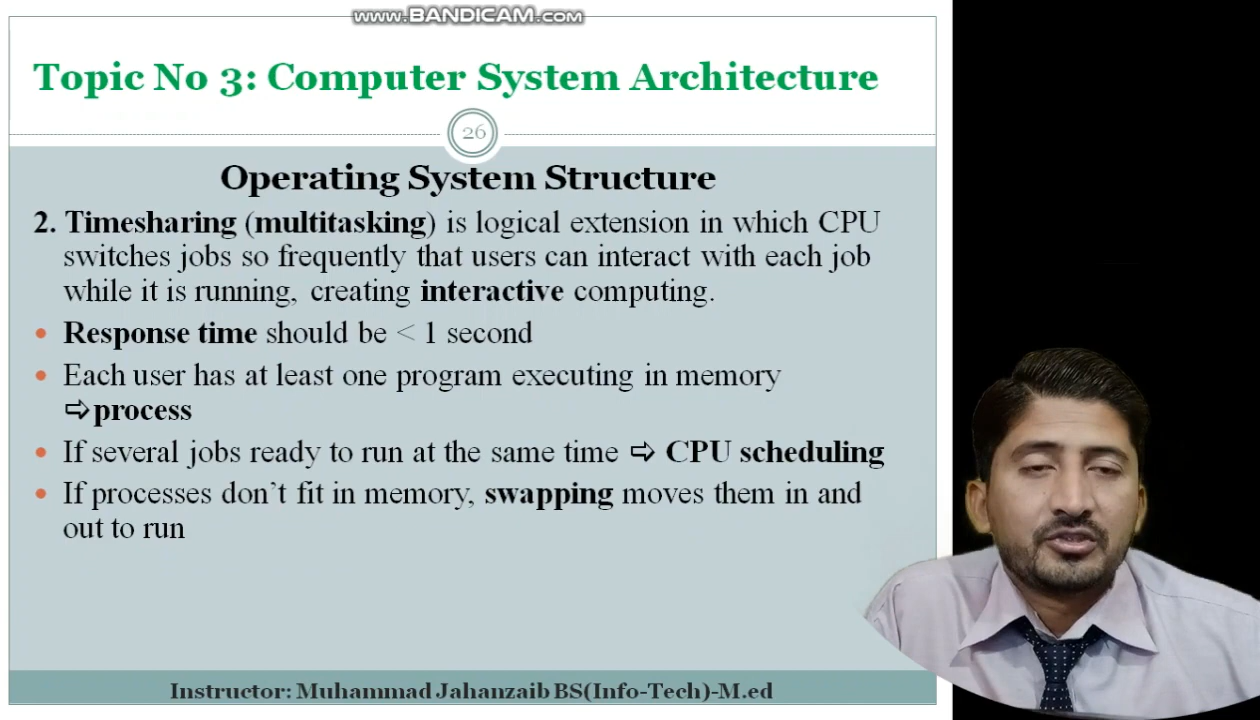 www.BANDICAM.com
Topic No 3: Computer System Architecture
26
Operating System Structure
2. Timesharing (multitasking) is logical extension in which CPU
switches jobs so frequently that users can interact with each job
while it is running, creating interactive computing.
• Response time should be < 1 second
• Each user has at least one program executing in memory
⇨process
• If several jobs ready to run at the same time ⇨ CPU scheduling
• If processes don't fit in memory, swapping moves them in and
out to run
Instructor: Muhammad Jahanzaib BS(Info-Tech)-M.ed